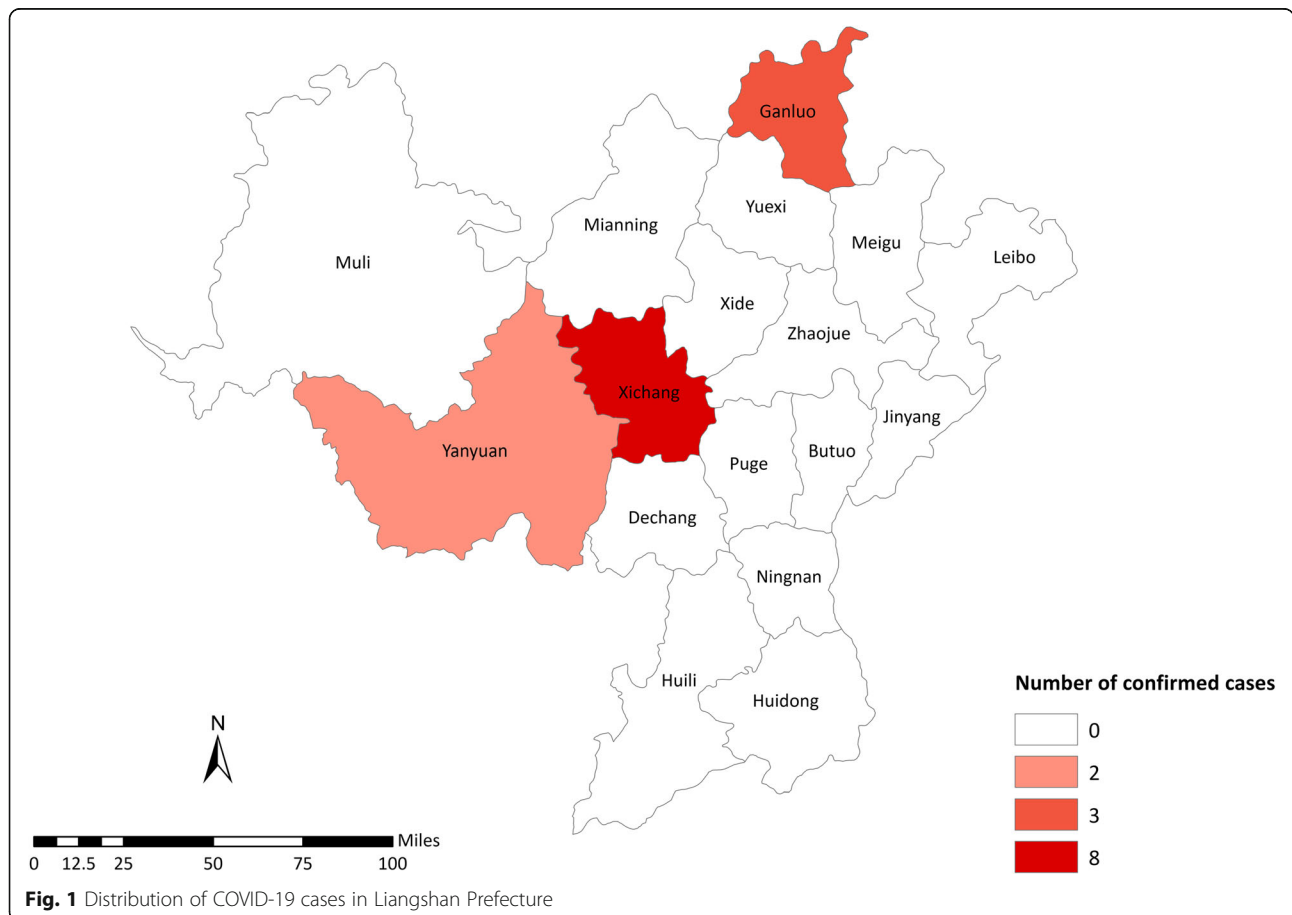 Ganluo
Yuexi
Mianning
Meigu
Leibo
Muli
Xide
Zhaojue
Xichang
Jinyang
Yanyuan
Butuo
Puge
Dechang
Ningnan
Huili
Huidong
Number of confirmed cases
0
2
3
8
N
Miles
0 12.5 25 50 75 100
Fig. 1 Distribution of COVID-19 cases in Liangshan Prefecture